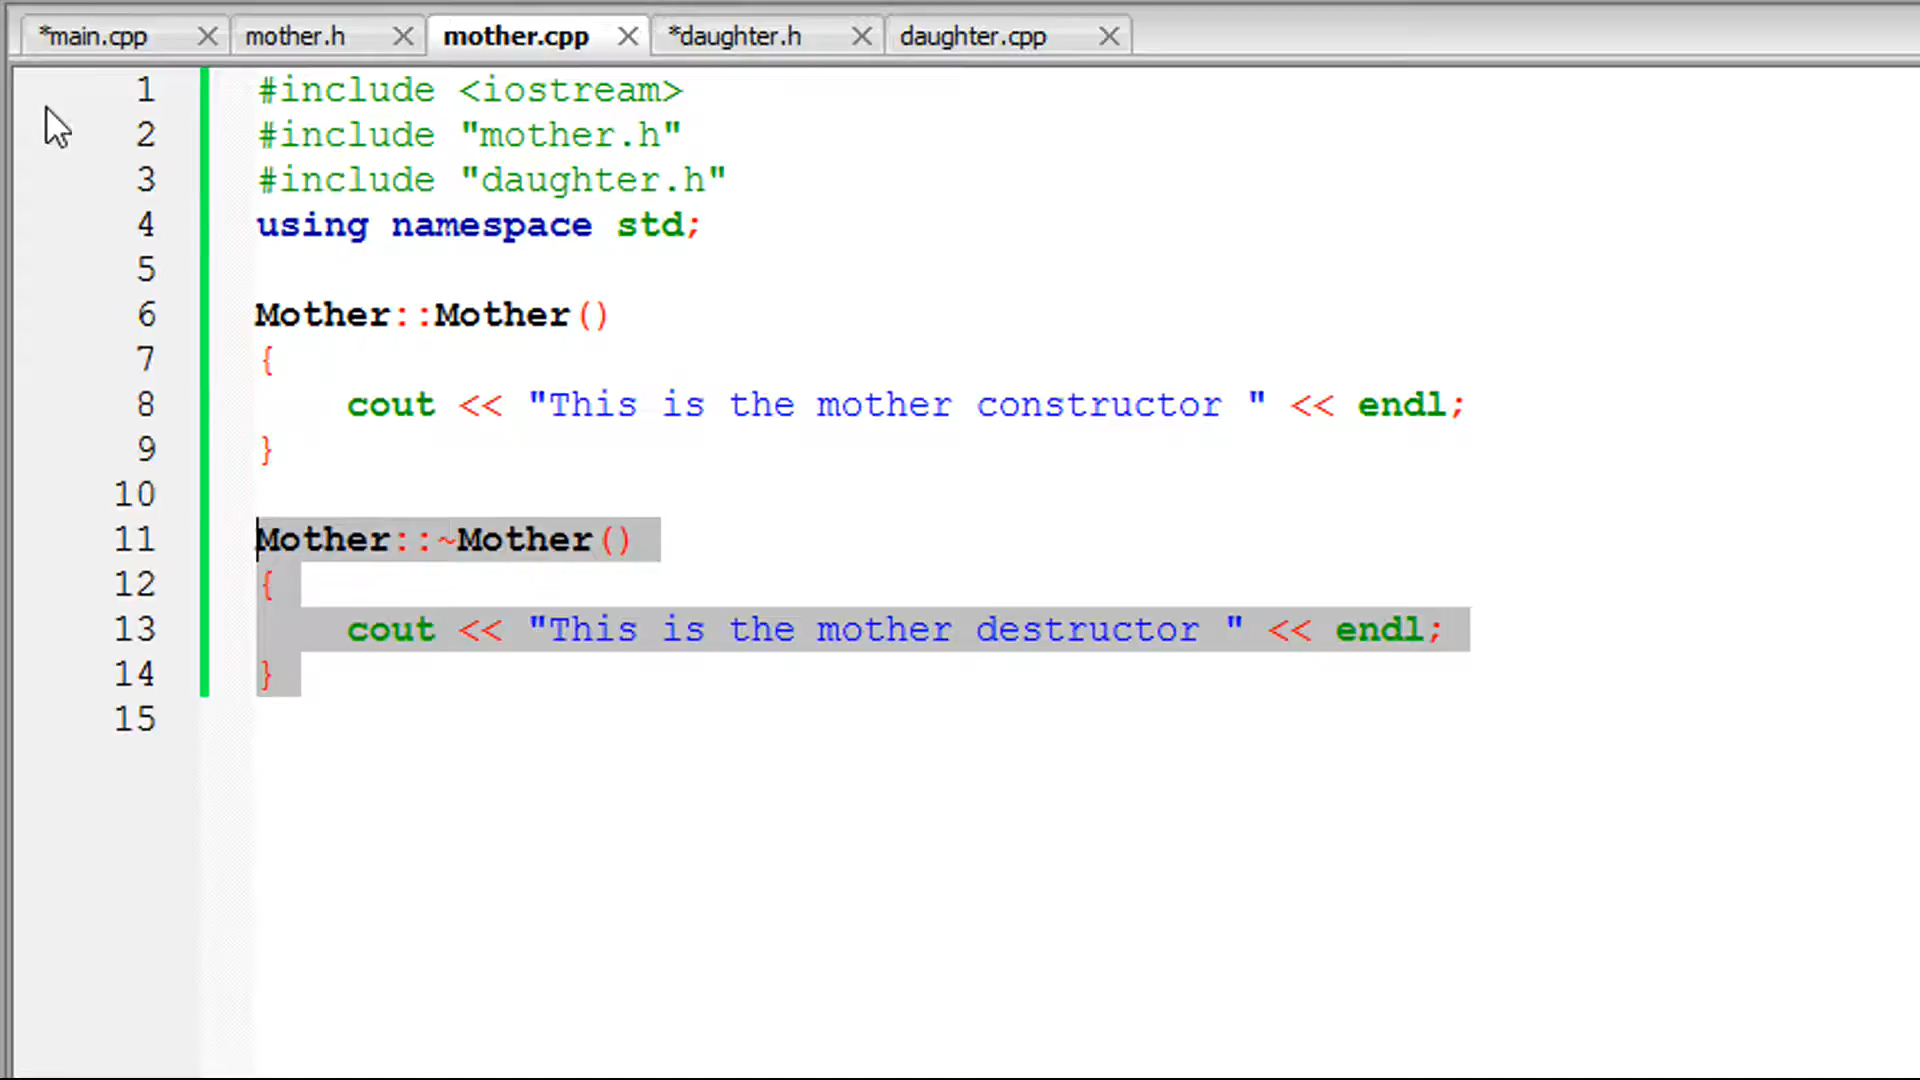 *main.cpp mother.h mother.cpp *daughter.h daughter.cpp
1 #include <iostream>
2 #include "mother.h"
3 #include "daughter.h"
4 using namespace std;
5
6 Mother::Mother()
7 {
8 cout << "This is the mother constructor " << endl;
9 }
10
11 Mother::~Mother()
12 {
13 cout << "This is the mother destructor " << endl;
14 }
15